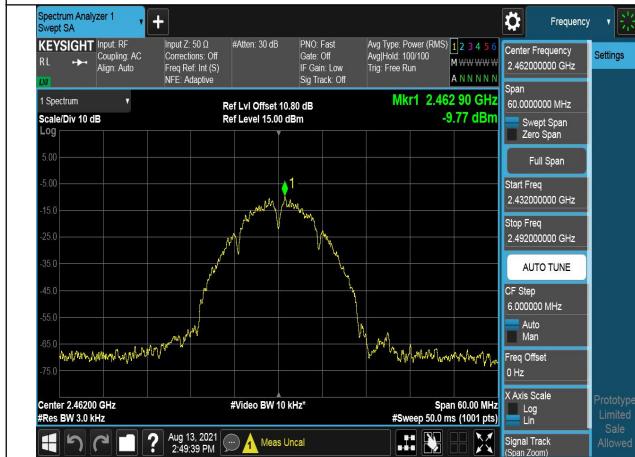 Spectrum Analyzer 1
Swept SA
+
Frequency
KEYSIGHT
RL
LXI
Input: RF
Coupling: AC
Align: Auto
Input Z: 50 Ω
Corrections: Off
Freq Ref: Int (S)
NFE: Adaptive
#Atten: 30 dB
PNO: Fast
Gate: Off
IF Gain: Low
Sig Track: Off
Avg Type: Power (RMS)
Avg|Hold: 100/100
Trig: Free Run
1 2 3 4 5 6
M W W W W W
A N N N N N
1 Spectrum
Scale/Div 10 dB
Log
Ref Lvl Offset 10.80 dB
Ref Level 15.00 dBm
Mkr1 2.462 90 GHz
-9.77 dBm
1
5.00
-5.00
-15.0
-25.0
-35.0
-45.0
-55.0
-65.0
-75.0
Center 2.46200 GHz
#Res BW 3.0 kHz
#Video BW 10 kHz*
Span 60.00 MHz
#Sweep 50.0 ms (1001 pts)
?
Aug 13, 2021
2:49:39 PM
Meas Uncal
Center Frequency
2.462000000 GHz
Settings
Span
60.0000000 MHz
Swept Span
Zero Span
Full Span
Start Freq
2.432000000 GHz
Stop Freq
2.492000000 GHz
AUTO TUNE
CF Step
6.000000 MHz
Auto
Man
Freq Offset
0 Hz
X Axis Scale
Log
Lin
Signal Track
(Span Zoom)
Prototype
Limited
Sale
Allowed